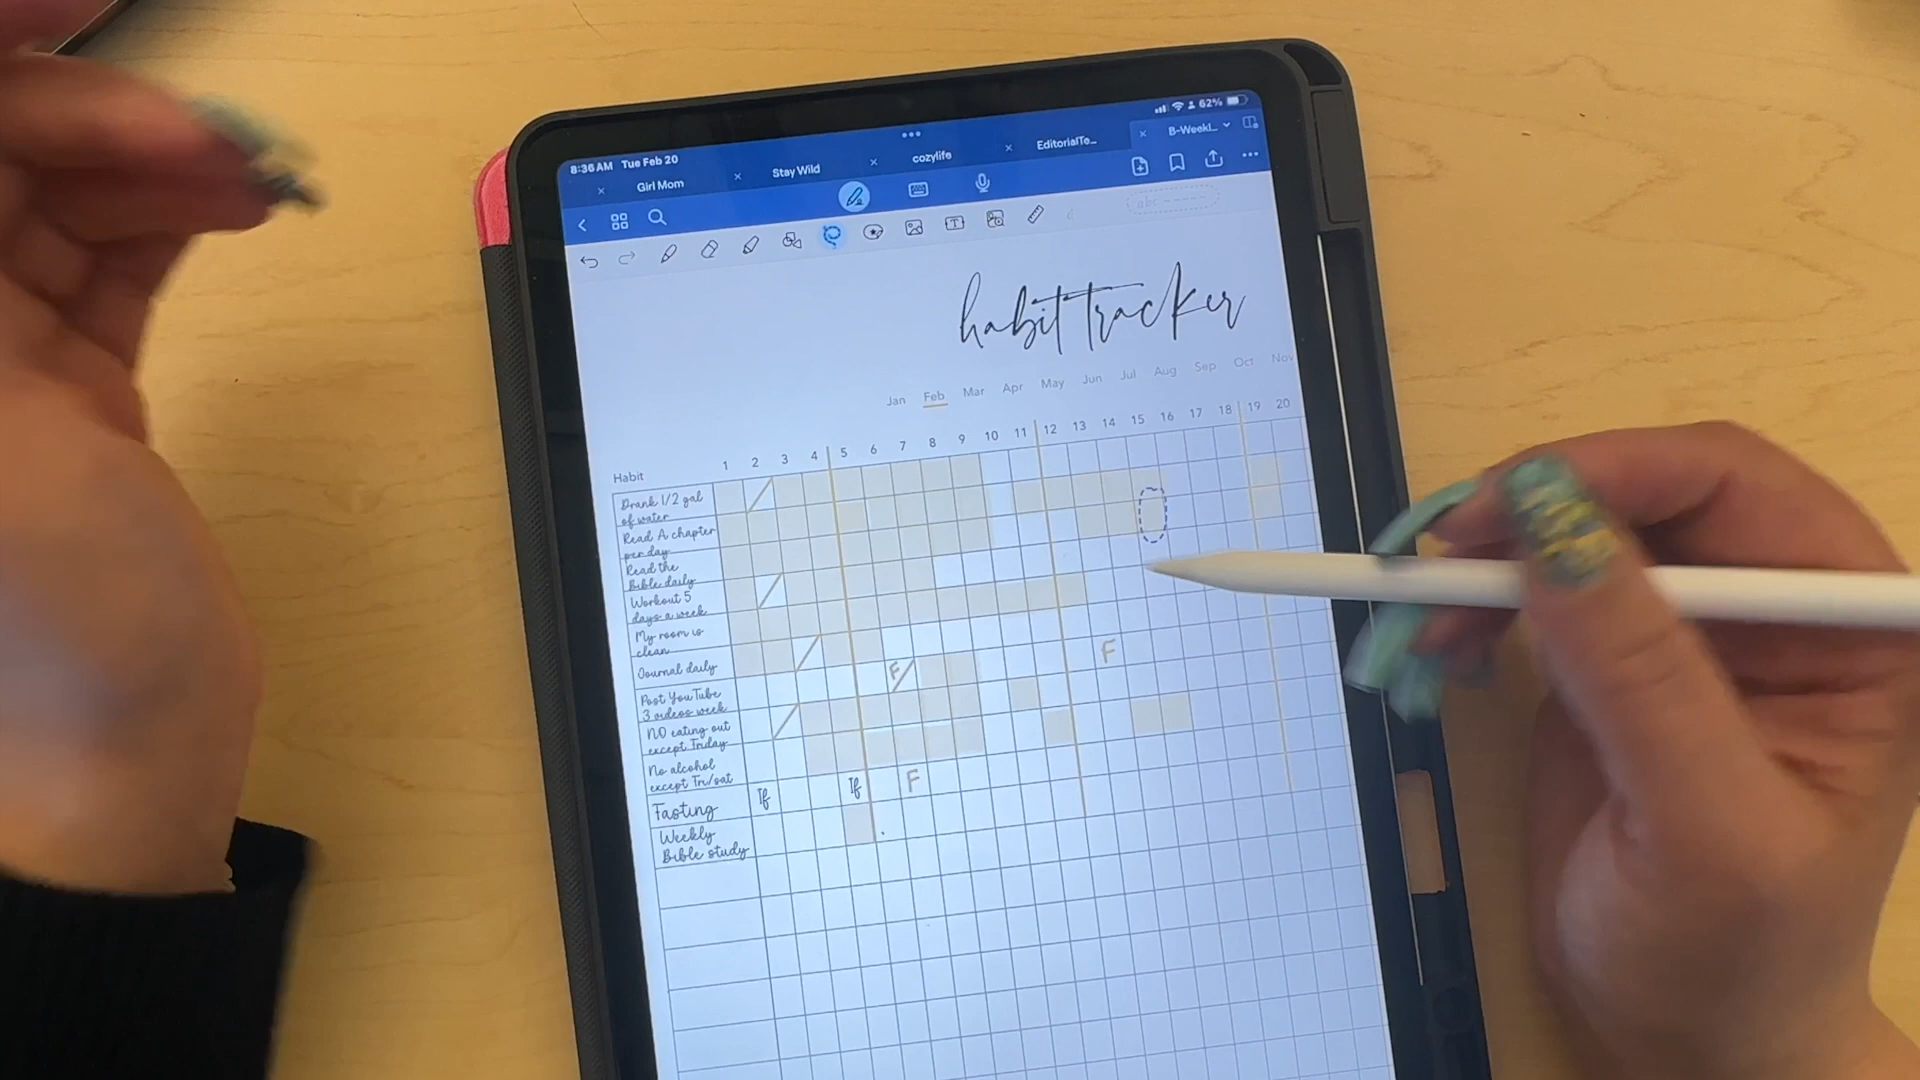 8:36 AM Tue Feb 20 62%
Girl Mom Stay Wild cozylife EditorialTe... B-Weekl...
abc
habit tracker
Jan Feb Mar Apr May Jun Jul Aug Sep Oct Nov
Habit 1 2 3 4 5 6 7 8 9 10 11 12 13 14 15 16 17 18 19 20
Drank 1/2 gal
of water
Read A chapter
per day
Read the
Bible daily
Workout 5
days a week
My room is
clean
Journal daily
F F
Post YouTube
3 videos week
NO eating out
except Friday
No alcohol
except Fri/sat
Fasting If If F
Weekly
Bible study